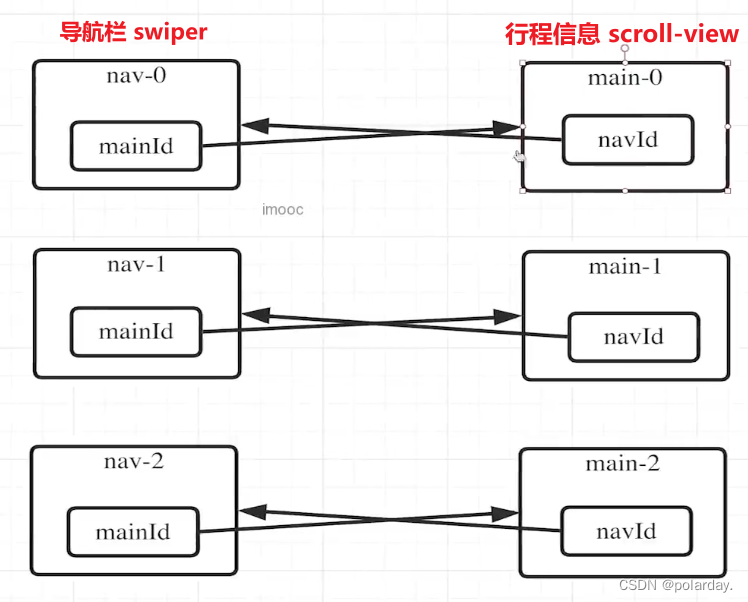 导航栏 swiper
行程信息 scroll-view
nav-0
main-0
mainId
navId
imooc
nav-1
main-1
mainId
navId
nav-2
main-2
mainId
navId
CSDN @polarday.